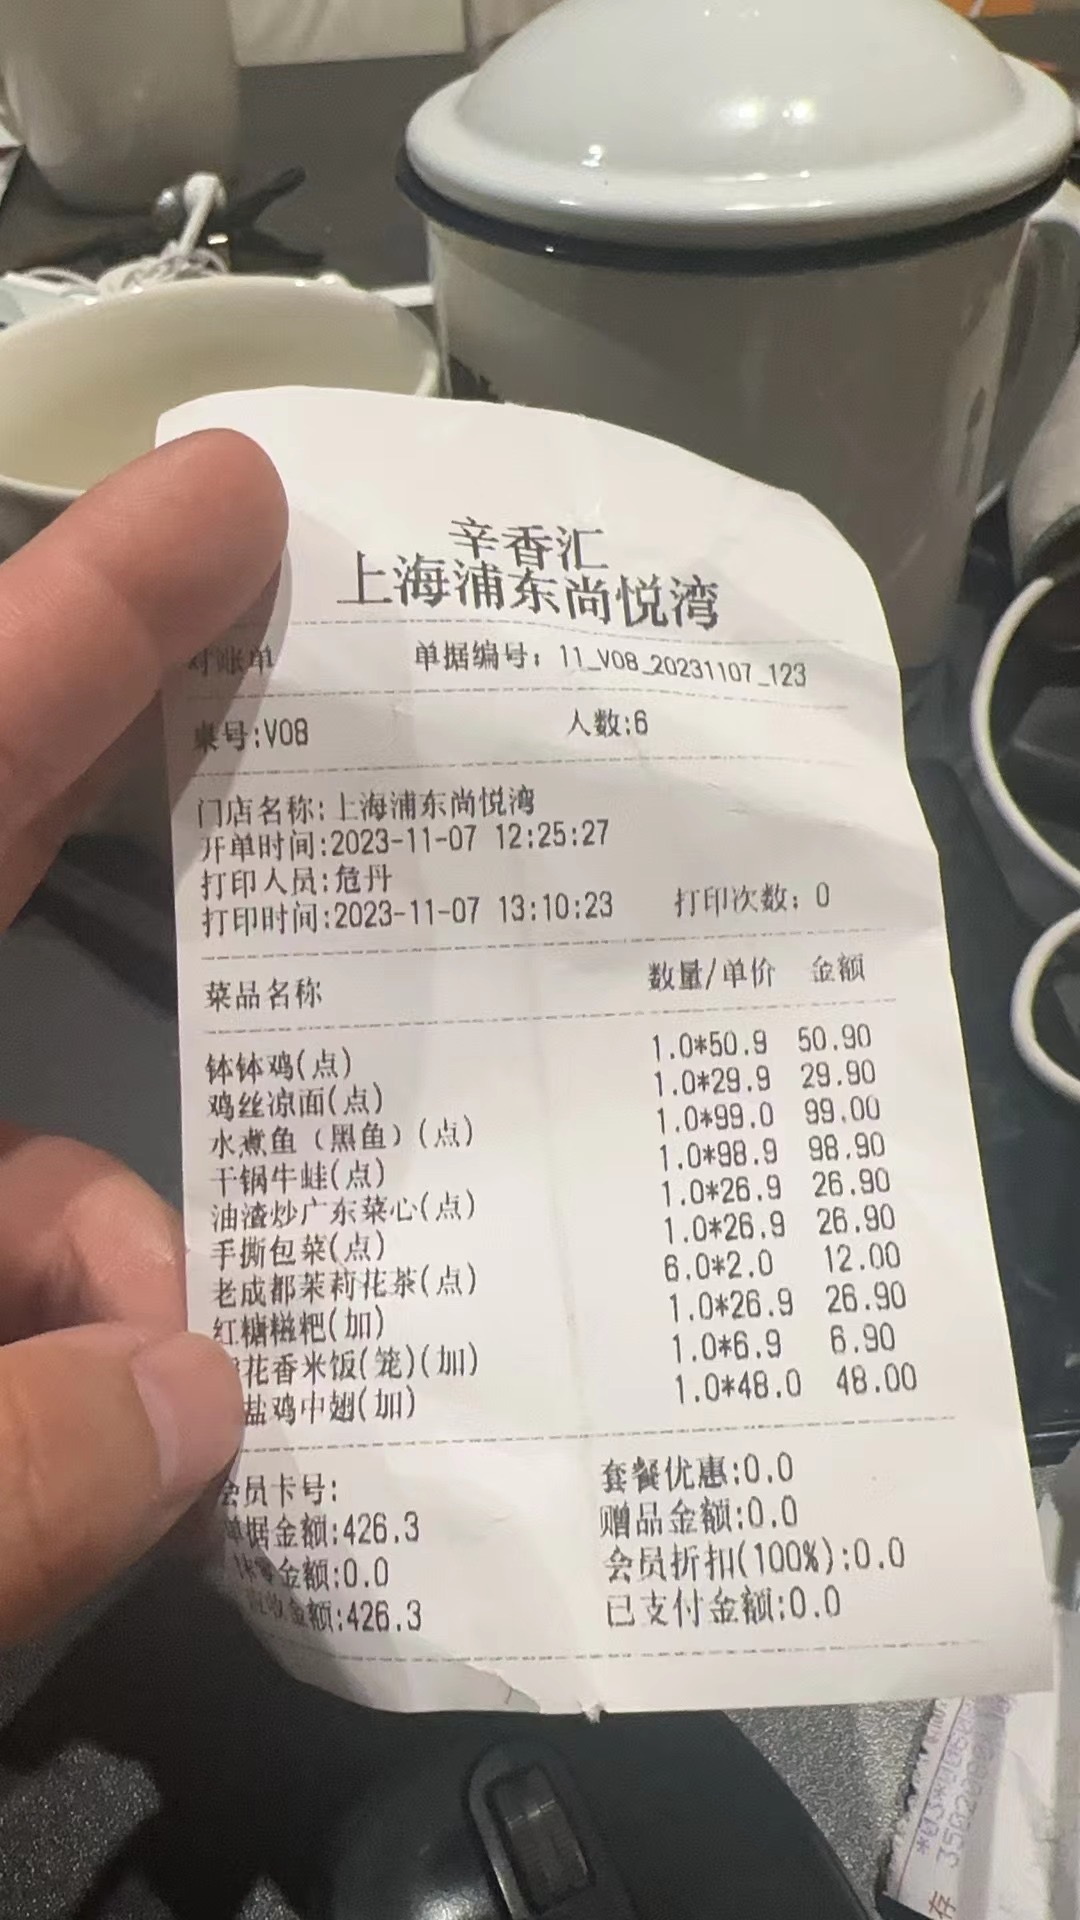 辛香汇
上海浦东尚悦湾
对账单 单据编号：11_V08_20231107_123
桌号:V08 人数:6
门店名称:上海浦东尚悦湾
开单时间:2023-11-07 12:25:27
打印人员:危丹
打印时间:2023-11-07 13:10:23 打印次数：0
菜品名称 数量/单价 金额
钵钵鸡(点) 1.0*50.9 50.90
鸡丝凉面(点) 1.0*29.9 29.90
水煮鱼（黑鱼）(点) 1.0*99.0 99.00
干锅牛蛙(点) 1.0*98.9 98.90
油渣炒广东菜心(点) 1.0*26.9 26.90
手撕包菜(点) 1.0*26.9 26.90
老成都茉莉花茶(点) 6.0*2.0 12.00
红糖糍粑(加) 1.0*26.9 26.90
花香米饭(笼)(加) 1.0*6.9 6.90
盐鸡中翅(加) 1.0*48.0 48.00
会员卡号: 套餐优惠:0.0
单据金额:426.3 赠品金额:0.0
金额:0.0 会员折扣(100%):0.0
金额:426.3 已支付金额:0.0